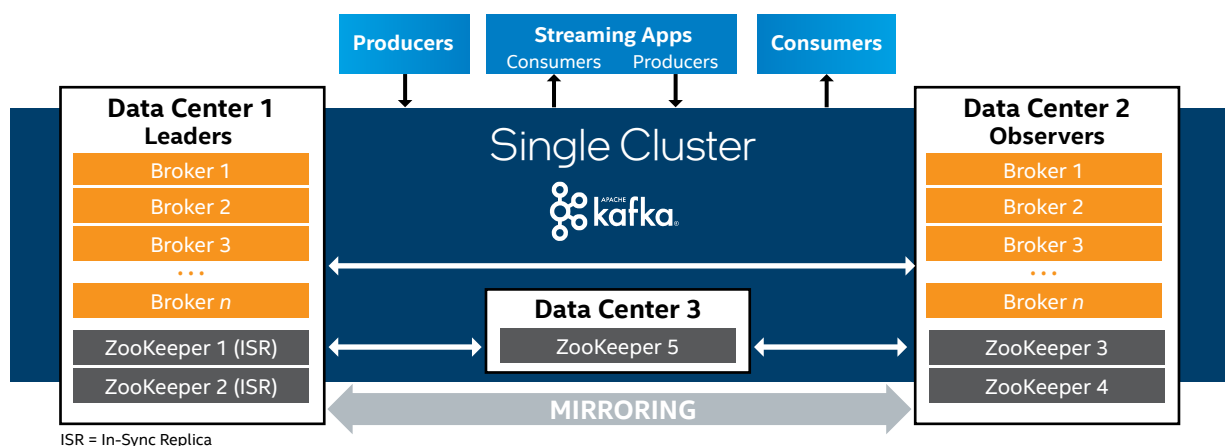 Producers
Streaming Apps
Consumers Producers
Consumers
Data Center 1
Leaders
Broker 1
Broker 2
Broker 3
...
Broker n
ZooKeeper 1 (ISR)
ZooKeeper 2 (ISR)
Single Cluster
APACHE
kafka®
Data Center 3
ZooKeeper 5
Data Center 2
Observers
Broker 1
Broker 2
Broker 3
...
Broker n
ZooKeeper 3
ZooKeeper 4
MIRRORING
ISR = In-Sync Replica